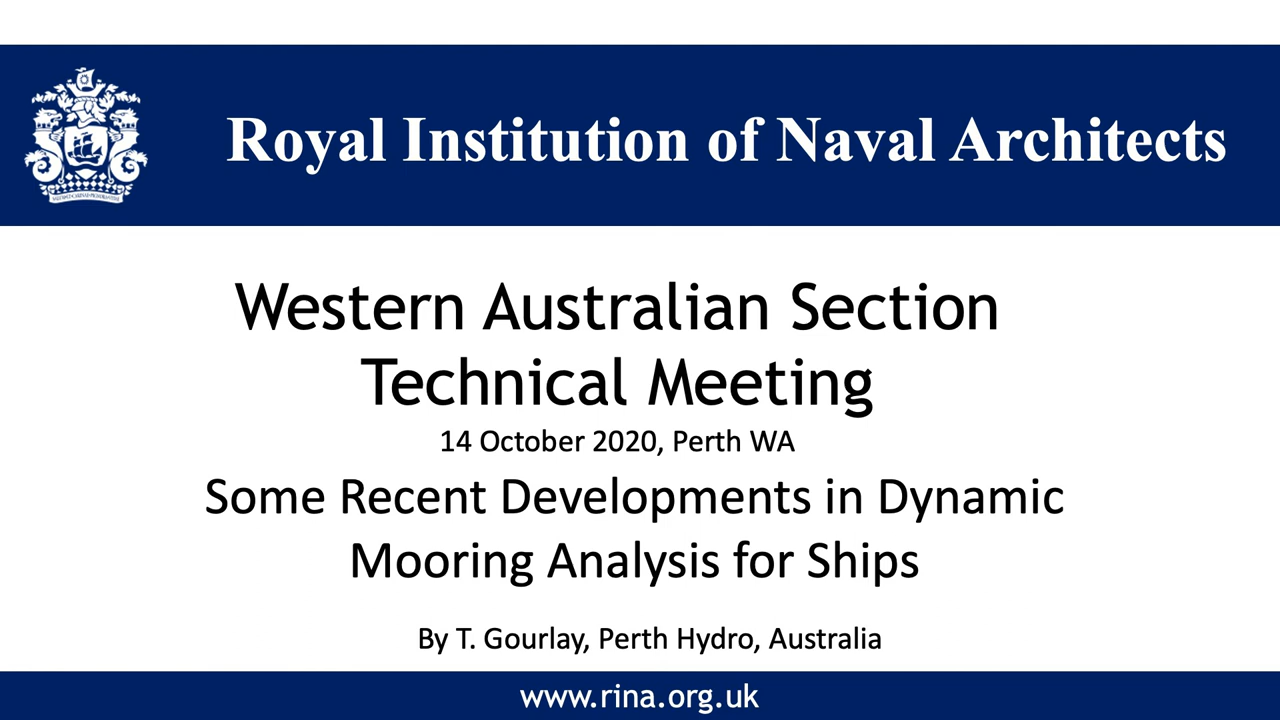 Royal Institution of Naval Architects
Western Australian Section
Technical Meeting
14 October 2020, Perth WA
Some Recent Developments in Dynamic
Mooring Analysis for Ships
By T. Gourlay, Perth Hydro, Australia
www.rina.org.uk